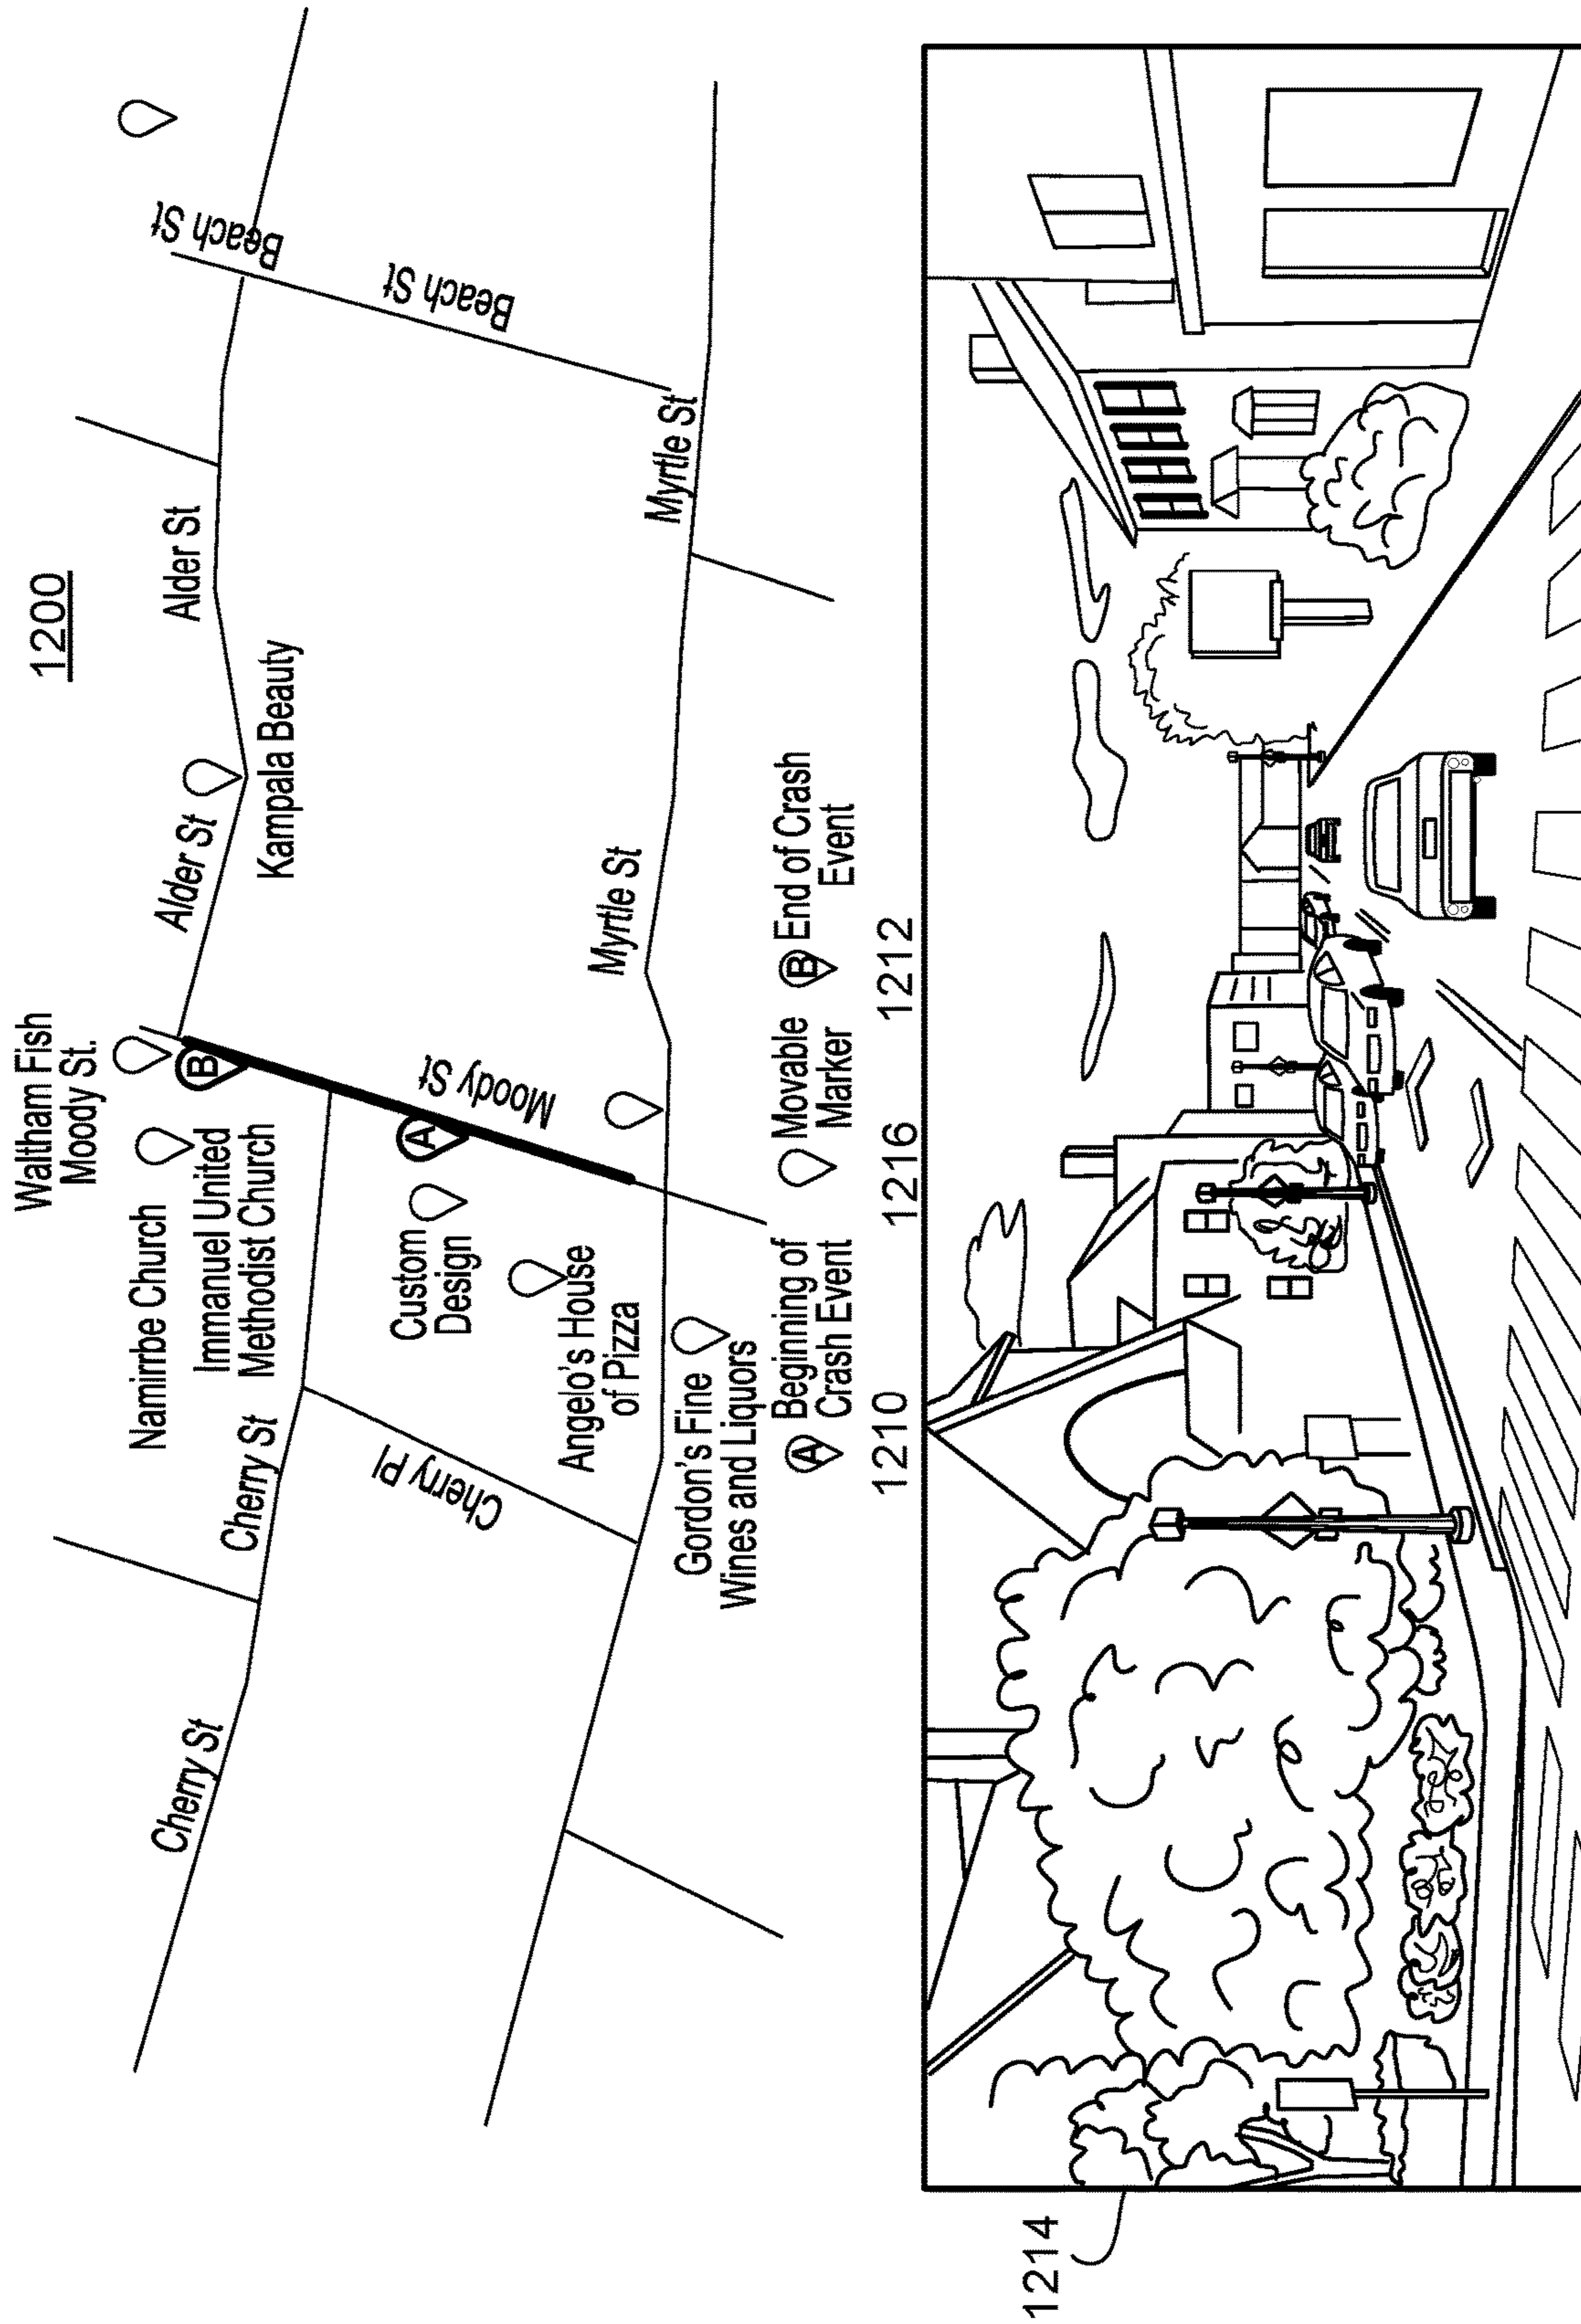 1200
Waltham Fish
Moody St.
Namirrbe Church
Immanuel United
Methodist Church
Cherry St
Cherry St
Cherry Pl
Custom
Design
Angelo's House
of Pizza
Gordon's Fine
Wines and Liquors
B
A
Moody St
Alder St
Alder St
Kampala Beauty
Beach St
Beach St
Myrtle St
Myrtle St
A Beginning of
Crash Event
Movable
Marker
B End of Crash
Event
1210
1216
1212
1214